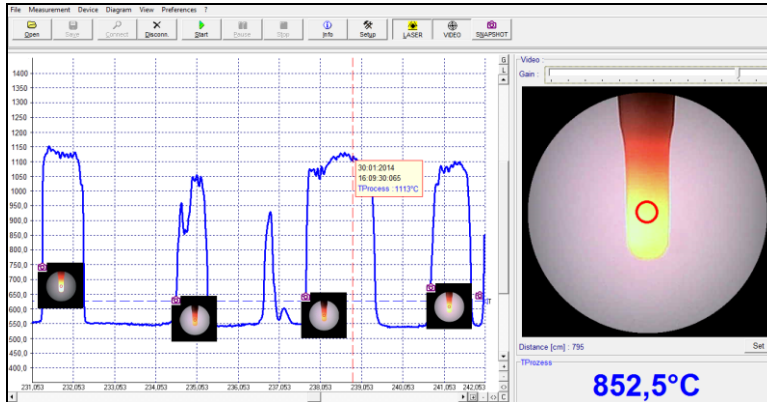 File Measurement Device Diagram View Preferences ?
Open Save Connect Disconn. Start Pause Stop Info Setup LASER VIDEO SNAPSHOT
G
L
1400
1350
1300
1250
1200
1150
1100
1050
1000
950,0
900,0
850,0
800,0
750,0
700,0
650,0
600,0
550,0
500,0
450,0
400,0
30:01:2014
16:09:30:065
TProcess : 1113°C
231,053 232,053 233,053 234,053 235,053 236,053 237,053 238,053 239,053 240,053 241,053 242,053
C
Video :
Gain :
Distance [cm] : 795
Set
TProzess
852,5°C